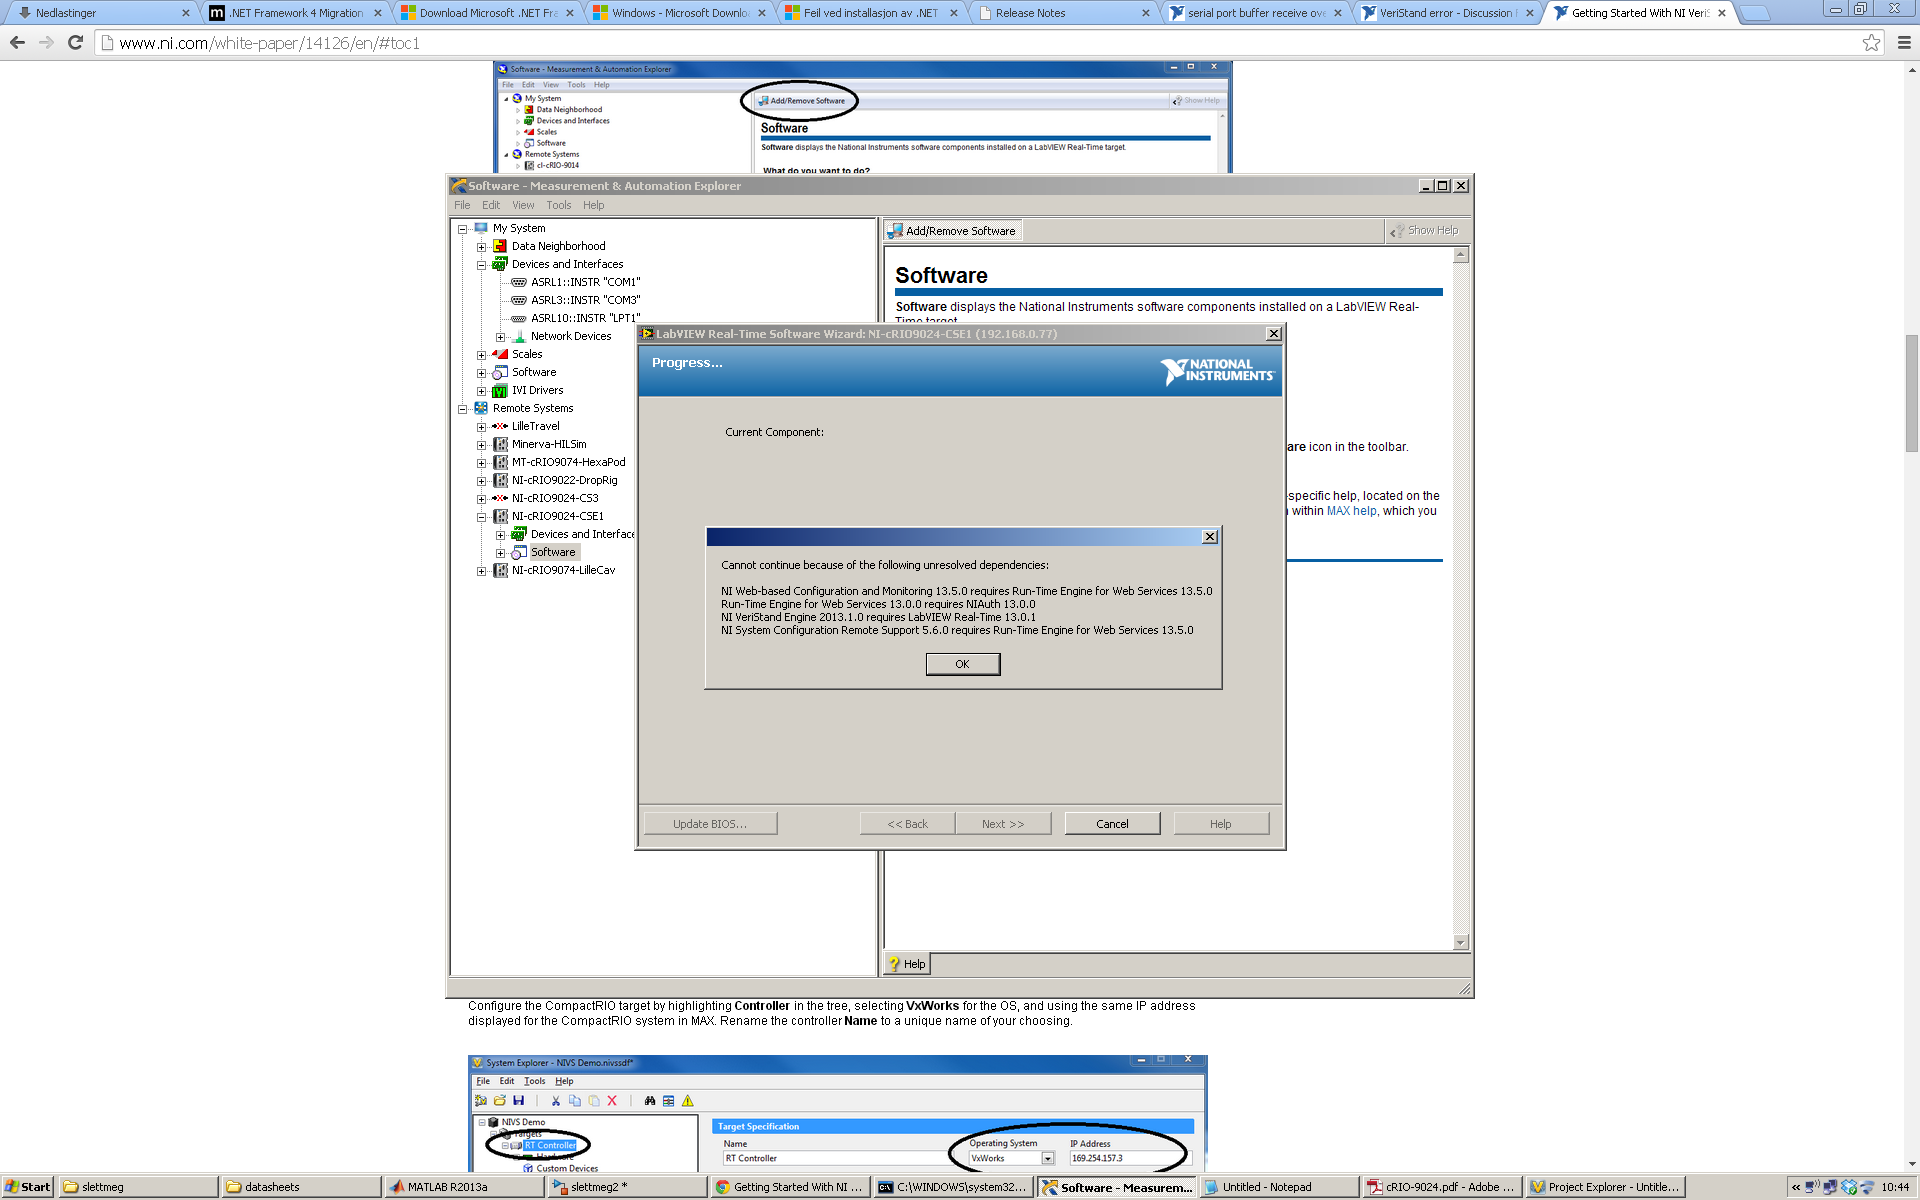 Nedlastinger
.NET Framework 4 Migration
Download Microsoft .NET Fra
Windows - Microsoft Downlo
Feil ved installasjon av .NET
Release Notes
serial port buffer receive ove
VeriStand error - Discussion
Getting Started With NI VeriS
www.ni.com/white-paper/14126/en/#toc1
Software - Measurement & Automation Explorer
File Edit View Tools Help
My System
Data Neighborhood
Devices and Interfaces
Scales
Software
Remote Systems
cl-cRIO-9014
Add/Remove Software
Show Help
Software
Software displays the National Instruments software components installed on a LabVIEW Real-Time target.
What do you want to do?
Software - Measurement & Automation Explorer
File Edit View Tools Help
My System
Data Neighborhood
Devices and Interfaces
ASRL1::INSTR "COM1"
ASRL3::INSTR "COM3"
ASRL10::INSTR "LPT1"
Network Devices
Scales
Software
IVI Drivers
Remote Systems
LilleTravel
Minerva-HILSim
MT-cRIO9074-HexaPod
NI-cRIO9022-DropRig
NI-cRIO9024-CS3
NI-cRIO9024-CSE1
Devices and Interface
Software
NI-cRIO9074-LilleCav
Add/Remove Software
Show Help
Software
Software displays the National Instruments software components installed on a LabVIEW Real-
Time target
are icon in the toolbar.
-specific help, located on the
within MAX help, which you
Help
LabVIEW Real-Time Software Wizard: NI-cRIO9024-CSE1 (192.168.0.77)
Progress...
NATIONAL
INSTRUMENTS
Current Component:
Cannot continue because of the following unresolved dependencies:
NI Web-based Configuration and Monitoring 13.5.0 requires Run-Time Engine for Web Services 13.5.0
Run-Time Engine for Web Services 13.0.0 requires NIAuth 13.0.0
NI VeriStand Engine 2013.1.0 requires LabVIEW Real-Time 13.0.1
NI System Configuration Remote Support 5.6.0 requires Run-Time Engine for Web Services 13.5.0
OK
Update BIOS...
<< Back
Next >>
Cancel
Help
Configure the CompactRIO target by highlighting Controller in the tree, selecting VxWorks for the OS, and using the same IP address
displayed for the CompactRIO system in MAX. Rename the controller Name to a unique name of your choosing.
System Explorer - NIVS Demo.nivssdf*
File Edit Tools Help
NIVS Demo
Targets
RT Controller
Hardware
Custom Devices
Target Specification
Name
Operating System
IP Address
RT Controller
VxWorks
169.254.157.3
Start
slettmeg
datasheets
MATLAB R2013a
slettmeg2 *
Getting Started With NI ...
C:\WINDOWS\system32...
Software - Measurem...
Untitled - Notepad
cRIO-9024.pdf - Adobe ...
Project Explorer - Untitle...
10:44